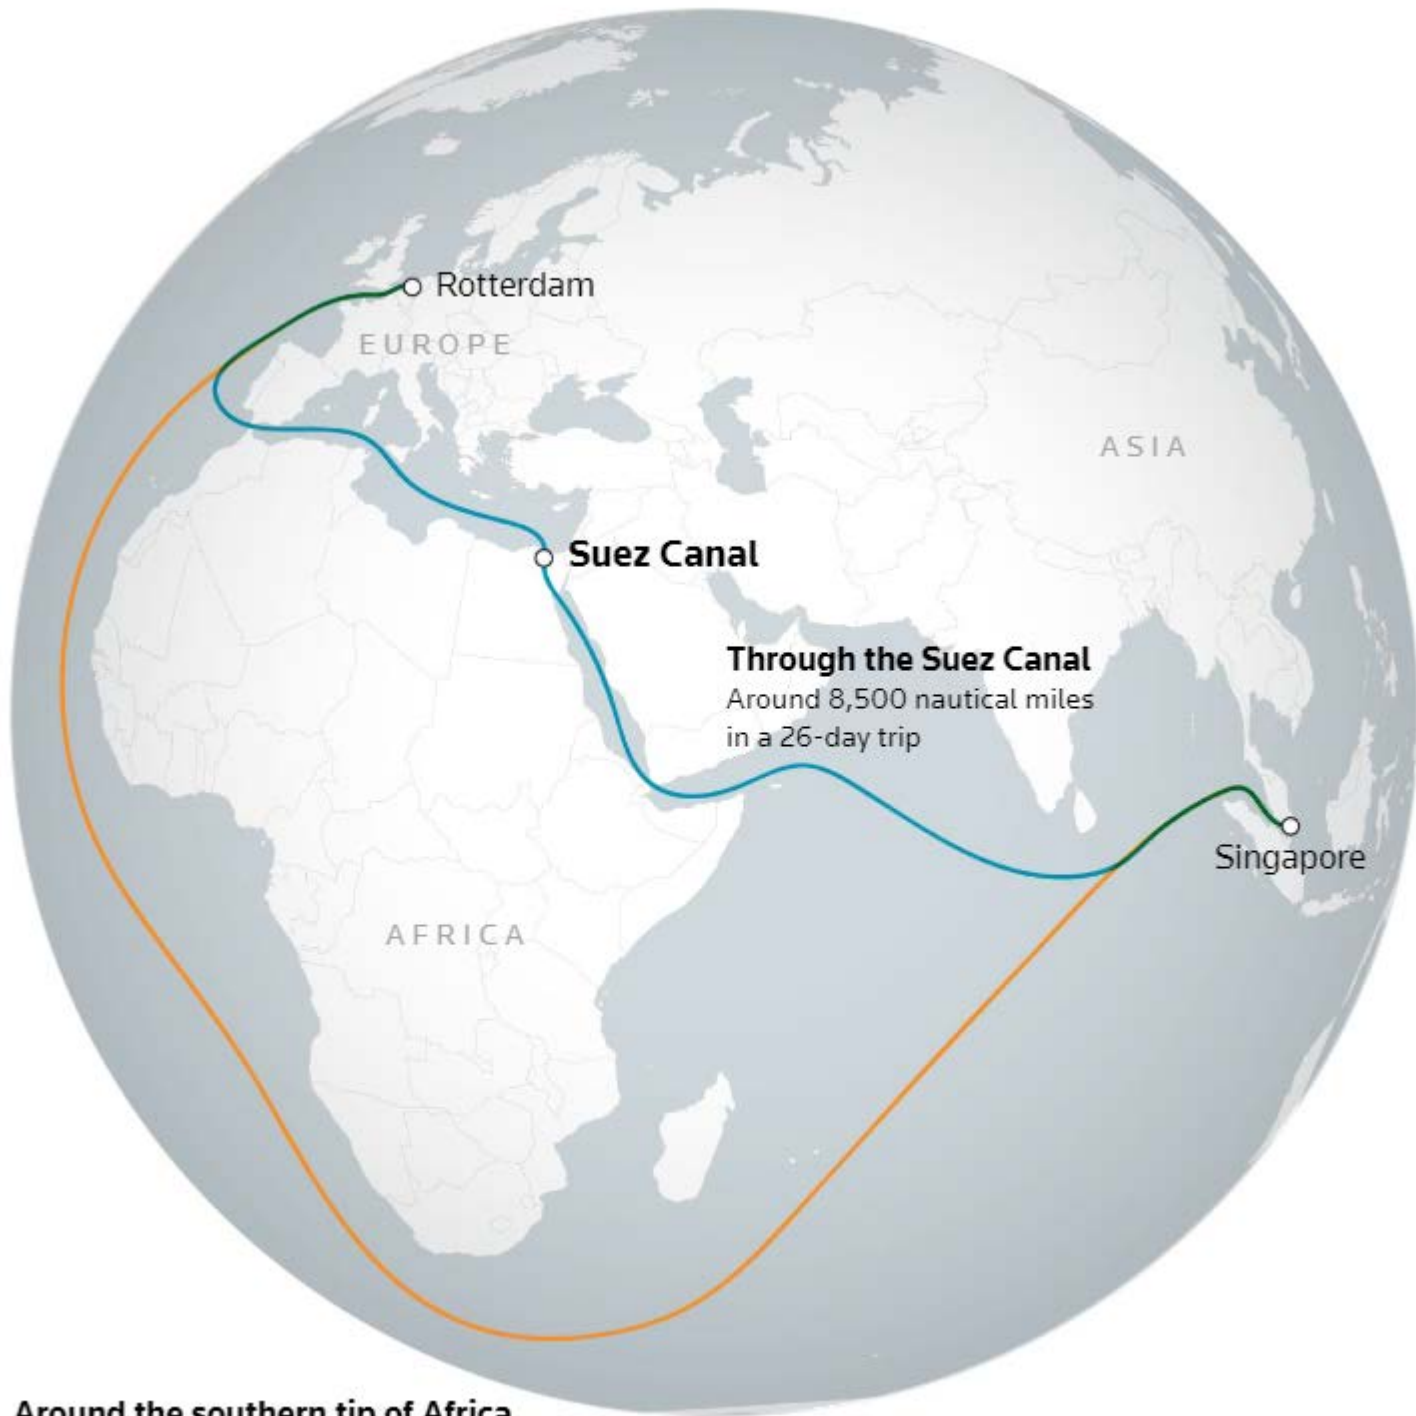 Rotterdam
EUROPE
ASIA
Suez Canal
Through the Suez Canal
Around 8,500 nautical miles
in a 26-day trip
Singapore
AFRICA
Around the southern tip of Africa